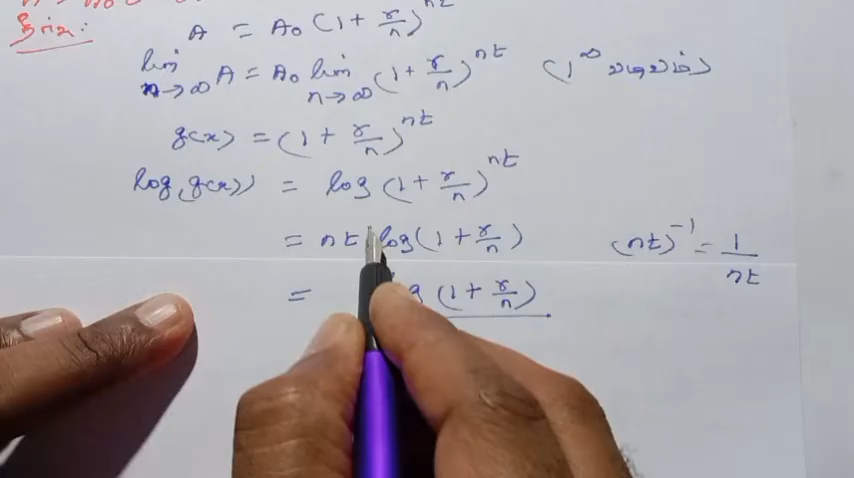 A = A₀ (1 + r/n)^nt
lim n→∞ A = A₀ lim n→∞ (1 + r/n)^nt (1^∞ வடிவம்)
g(x) = (1 + r/n)^nt
log(g(x)) = log (1 + r/n)^nt
= nt log(1 + r/n) (nt)^-1 = 1/nt
= (1 + r/n)